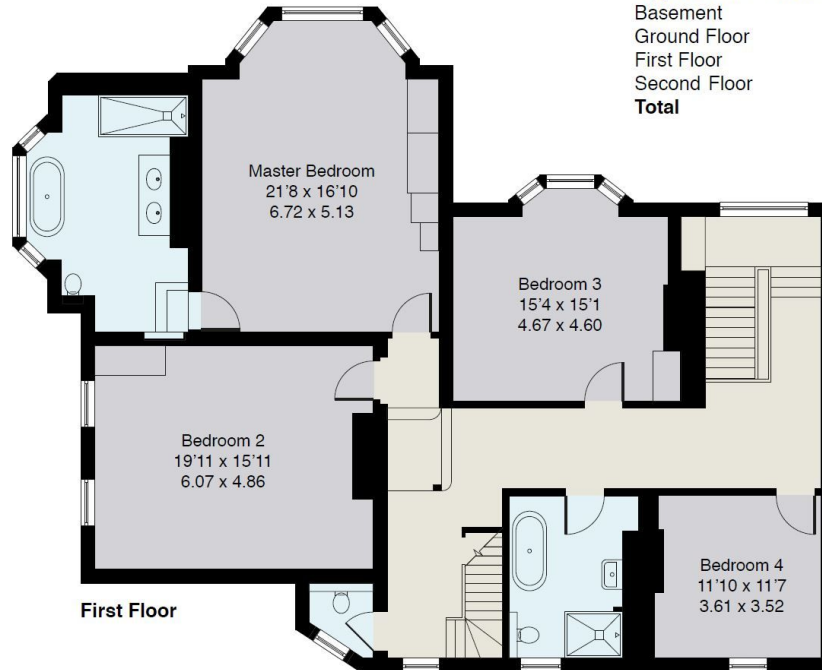 Basement
Ground Floor
First Floor
Second Floor
Total
Master Bedroom
21'8 x 16'10
6.72 x 5.13
Bedroom 3
15'4 x 15'1
4.67 x 4.60
Bedroom 2
19'11 x 15'11
6.07 x 4.86
Bedroom 4
11'10 x 11'7
3.61 x 3.52
First Floor